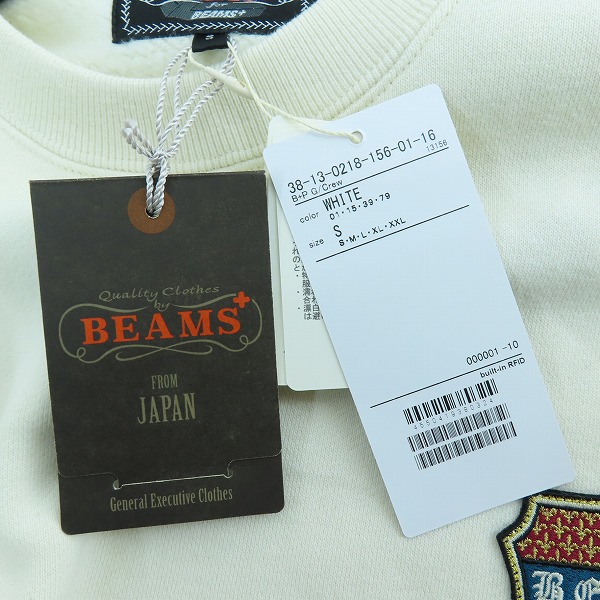 for
BEAMS+
S
Quality Clothes
by
BEAMS+
FROM
JAPAN
General Executive Clothes
38-13-0218-156-01-16
13156
B+P G/Crew
color WHITE
01・15・39・79
size S
S・M・L・XL・XXL
000001 -10
built-in RFID